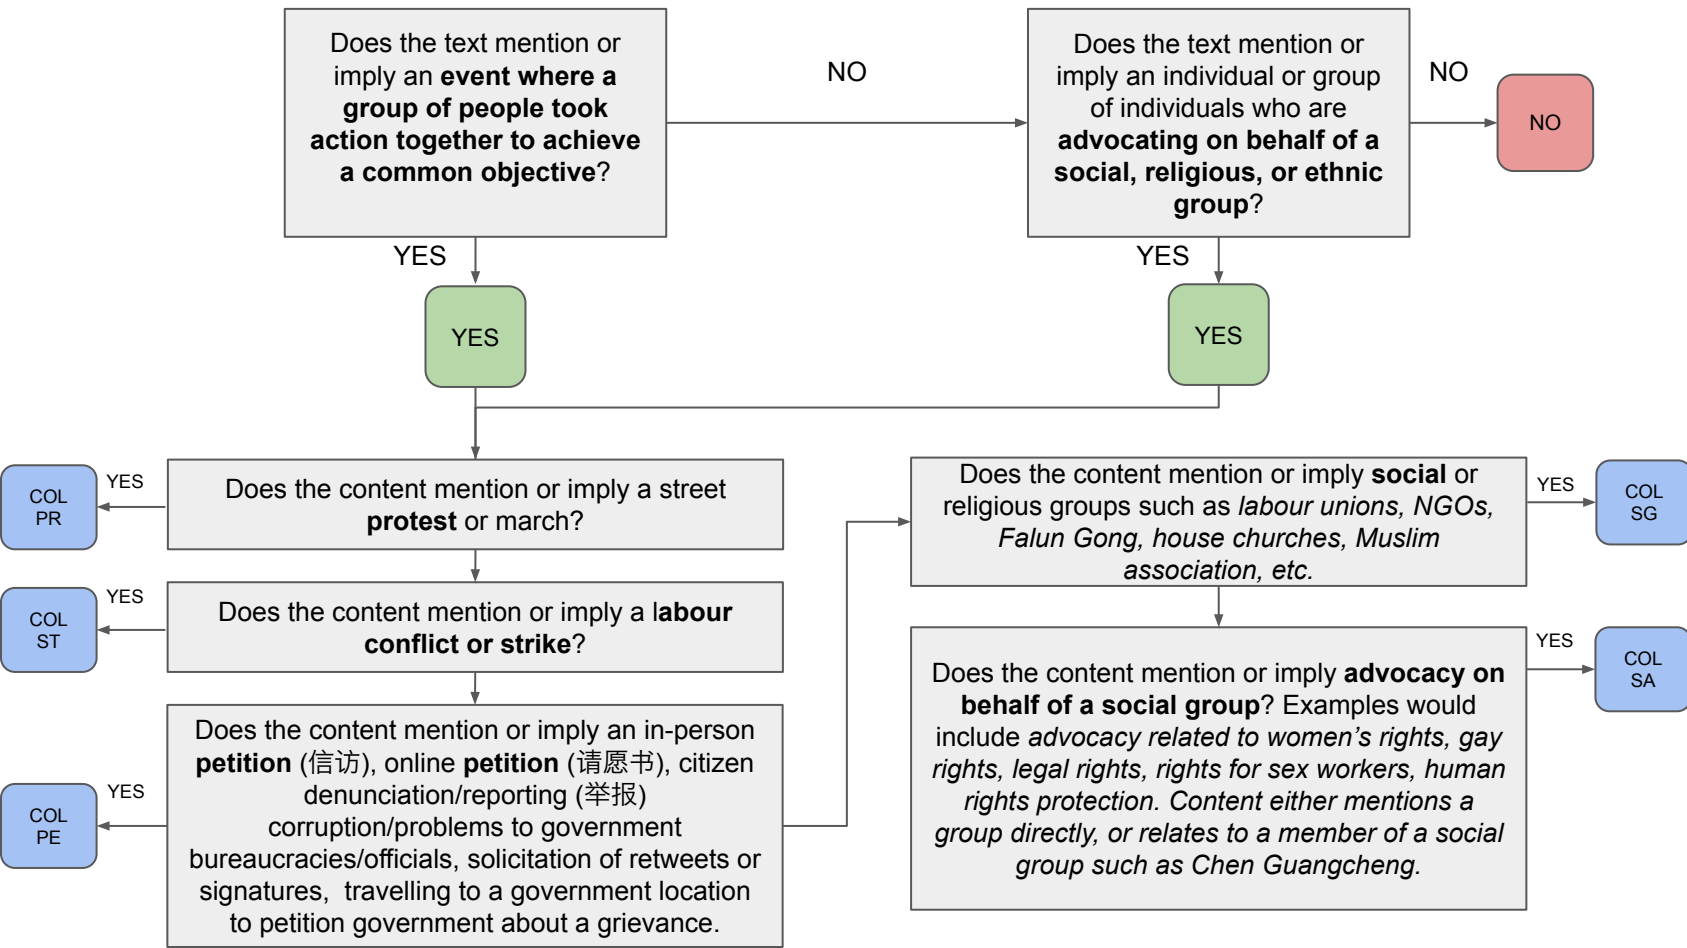 Does the text mention or
imply an event where a
group of people took
action together to achieve
a common objective?
NO
Does the text mention or
imply an individual or group
of individuals who are
advocating on behalf of a
social, religious, or ethnic
group?
NO
NO
YES
YES
YES
YES
Does the content mention or imply a street
protest or march?
YES
COL
PR
Does the content mention or imply a labour
conflict or strike?
YES
COL
ST
Does the content mention or imply an in-person
petition (信访), online petition (请愿书), citizen
denunciation/reporting (举报)
corruption/problems to government
bureaucracies/officials, solicitation of retweets or
signatures, travelling to a government location
to petition government about a grievance.
YES
COL
PE
Does the content mention or imply social or
religious groups such as labour unions, NGOs,
Falun Gong, house churches, Muslim
association, etc.
YES
COL
SG
Does the content mention or imply advocacy on
behalf of a social group? Examples would
include advocacy related to women's rights, gay
rights, legal rights, rights for sex workers, human
rights protection. Content either mentions a
group directly, or relates to a member of a social
group such as Chen Guangcheng.
YES
COL
SA